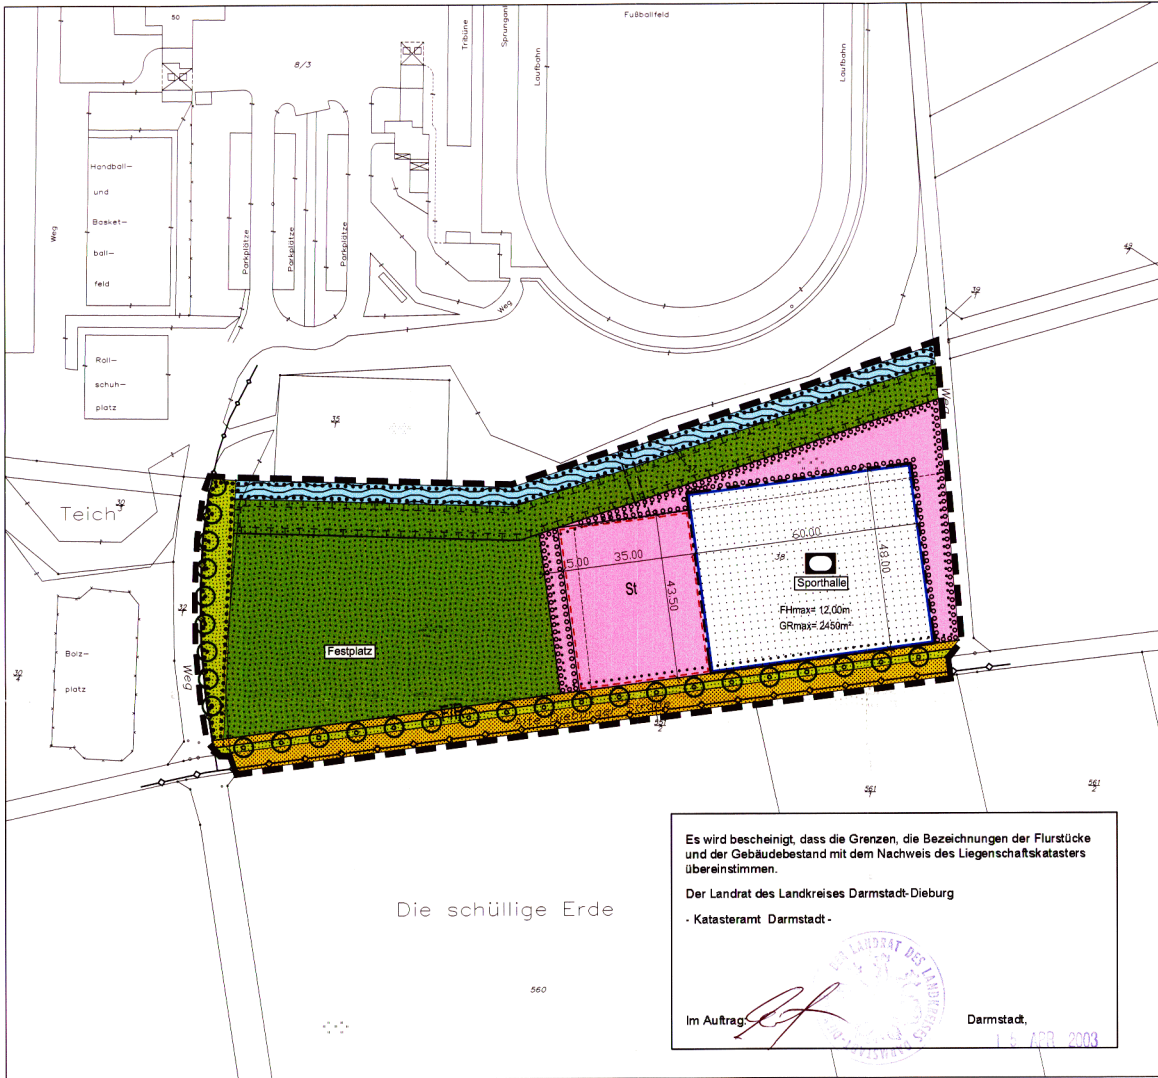 50
Fußballfeld
Tribüne
Laufbahn
Laufbahn
8/3
Handball-
und
Basket-
ball-
feld
Weg
Parkplätze
Parkplätze
Parkplätze
Weg
Roll-
schuh-
platz
35
Weg
Teich
30
Bolz-
platz
Weg
Festplatz
5.00
35.00
St
43.50
60.00
38
48.00
Sporthalle
FHmax= 12,00m
GRmax= 2450m²
561
1
561
2
Die schüllige Erde
560
Es wird bescheinigt, dass die Grenzen, die Bezeichnungen der Flurstücke
und der Gebäudebestand mit dem Nachweis des Liegenschaftskatasters
übereinstimmen.
Der Landrat des Landkreises Darmstadt-Dieburg
- Katasteramt Darmstadt -
Im Auftrag:
Darmstadt,
APR 2003